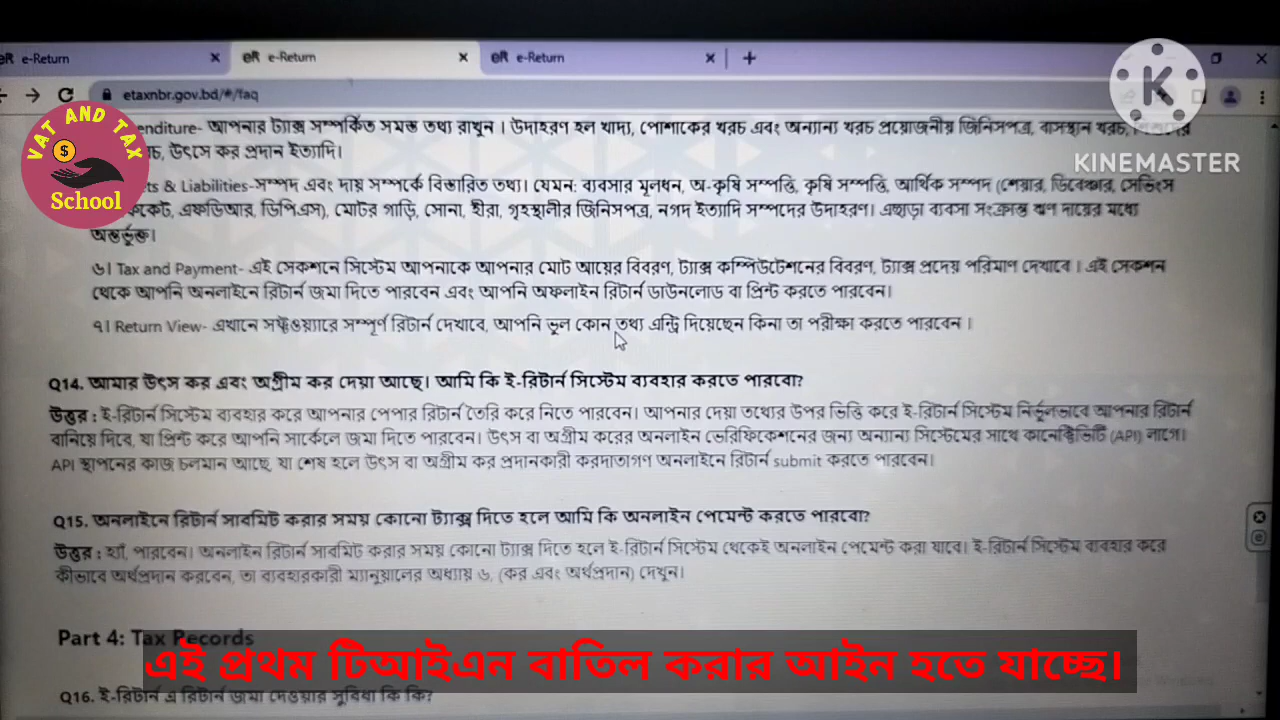 e-Return
e-Return
e-Return
etaxnbr.gov.bd/#/faq
KINEMASTER
VAT AND TAX
School
enditure- আপনার ট্যাক্স সম্পর্কিত সমস্ত তথ্য রাখুন । উদাহরণ হল খাদ্য, পোশাকের খরচ এবং অন্যান্য খরচ প্রয়োজনীয় জিনিসপত্র, বাসস্থান খরচ,
উৎসে কর প্রদান ইত্যাদি।
ts & Liabilities-সম্পদ এবং দায় সম্পর্কে বিস্তারিত তথ্য। যেমন: ব্যবসার মূলধন, অ-কৃষি সম্পত্তি, কৃষি সম্পত্তি, আর্থিক সম্পদ (শেয়ার, ডিবেঞ্চার, সেভিংস
এফডিআর, ডিপিএস), মোটর গাড়ি, সোনা, হীরা, গৃহস্থালীর জিনিসপত্র, নগদ ইত্যাদি সম্পদের উদাহরণ। এছাড়া ব্যবসা সংক্রান্ত ঋণ দায়ের মধ্যে
অন্তর্ভুক্ত।
৬। Tax and Payment- এই সেকশনে সিস্টেম আপনাকে আপনার মোট আয়ের বিবরণ, ট্যাক্স কম্পিউটেশনের বিবরণ, ট্যাক্স প্রদেয় পরিমাণ দেখাবে । এই সেকশন
থেকে আপনি অনলাইনে রিটার্ন জমা দিতে পারবেন এবং আপনি অফলাইন রিটার্ন ডাউনলোড বা প্রিন্ট করতে পারবেন।
৭। Return View- এখানে সফ্টওয়্যারে সম্পূর্ণ রিটার্ন দেখাবে, আপনি ভুল কোন তথ্য এন্ট্রি দিয়েছেন কিনা তা পরীক্ষা করতে পারবেন ।
Q14. আমার উৎস কর এবং অগ্রীম কর দেয়া আছে। আমি কি ই-রিটার্ন সিস্টেম ব্যবহার করতে পারবো?
উত্তর : ই-রিটার্ন সিস্টেম ব্যবহার করে আপনার পেপার রিটার্ন তৈরি করে নিতে পারবেন। আপনার দেয়া তথ্যের উপর ভিত্তি করে ই-রিটার্ন সিস্টেম নির্ভুলভাবে আপনার রিটার্ন
বানিয়ে দিবে, যা প্রিন্ট করে আপনি সার্কেলে জমা দিতে পারবেন। উৎস বা অগ্রীম করের অনলাইন ভেরিফিকেশনের জন্য অন্যান্য সিস্টেমের সাথে কানেক্টিভিটি (API) লাগে।
API স্থাপনের কাজ চলমান আছে, যা শেষ হলে উৎস বা অগ্রীম কর প্রদানকারী করদাতাগণ অনলাইনে রিটার্ন submit করতে পারবেন।
Q15. অনলাইনে রিটার্ন সাবমিট করার সময় কোনো ট্যাক্স দিতে হলে আমি কি অনলাইন পেমেন্ট করতে পারবো?
উত্তর : হ্যাঁ, পারবেন। অনলাইন রিটার্ন সাবমিট করার সময় কোনো ট্যাক্স দিতে হলে ই-রিটার্ন সিস্টেম থেকেই অনলাইন পেমেন্ট করা যাবে। ই-রিটার্ন সিস্টেম ব্যবহার করে
কীভাবে অর্থপ্রদান করবেন, তা ব্যবহারকারী ম্যানুয়ালের অধ্যায় ৬, (কর এবং অর্থপ্রদান) দেখুন।
Part 4: Tax Records
এই প্রথম টিআইএন বাতিল করার আইন হতে যাচ্ছে।
Q16. ই-রিটার্ন এ রিটার্ন জমা দেওয়ার সুবিধা কি কি?